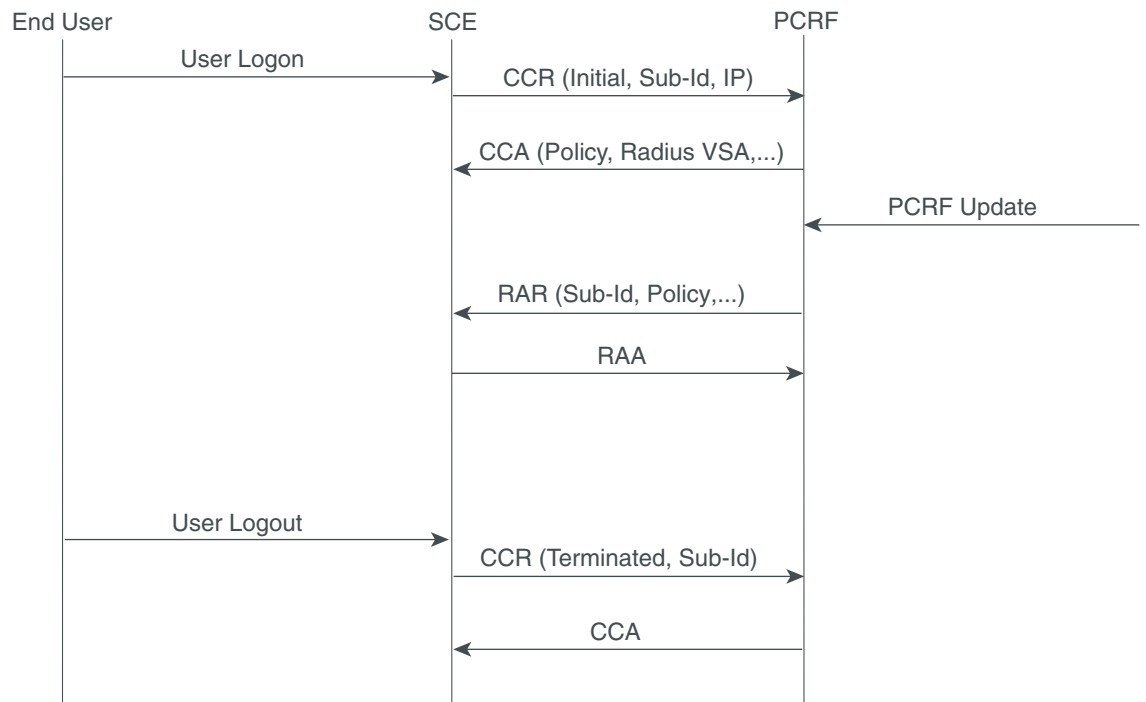 End User
SCE
PCRF
User Logon
CCR (Initial, Sub-Id, IP)
CCA (Policy, Radius VSA,...)
PCRF Update
RAR (Sub-Id, Policy,...)
RAA
User Logout
CCR (Terminated, Sub-Id)
CCA